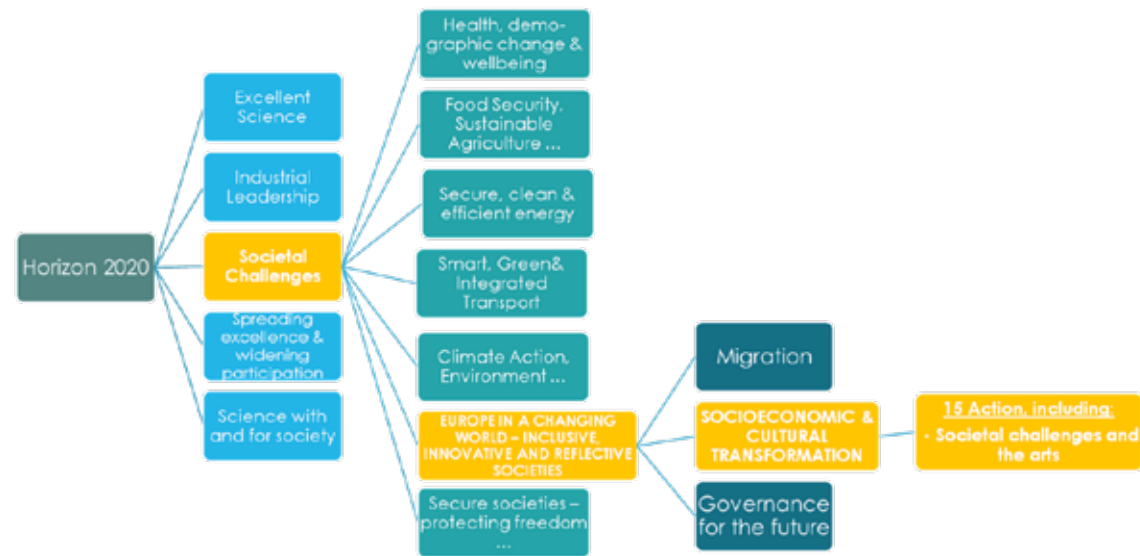 Horizon 2020
Excellent
Science
Industrial
Leadership
Societal
Challenges
Spreading
excellence &
widening
participation
Science with
and for society
Health, demo-
graphic change &
wellbeing
Food Security,
Sustainable
Agriculture ...
Secure, clean &
efficient energy
Smart, Green&
Integrated
Transport
Climate Action,
Environment ...
EUROPE IN A CHANGING
WORLD – INCLUSIVE,
INNOVATIVE AND REFLECTIVE
SOCIETIES
Secure societies –
protecting freedom
...
Migration
SOCIOECONOMIC &
CULTURAL
TRANSFORMATION
Governance
for the future
15 Action, including:
- Societal challenges and
the arts